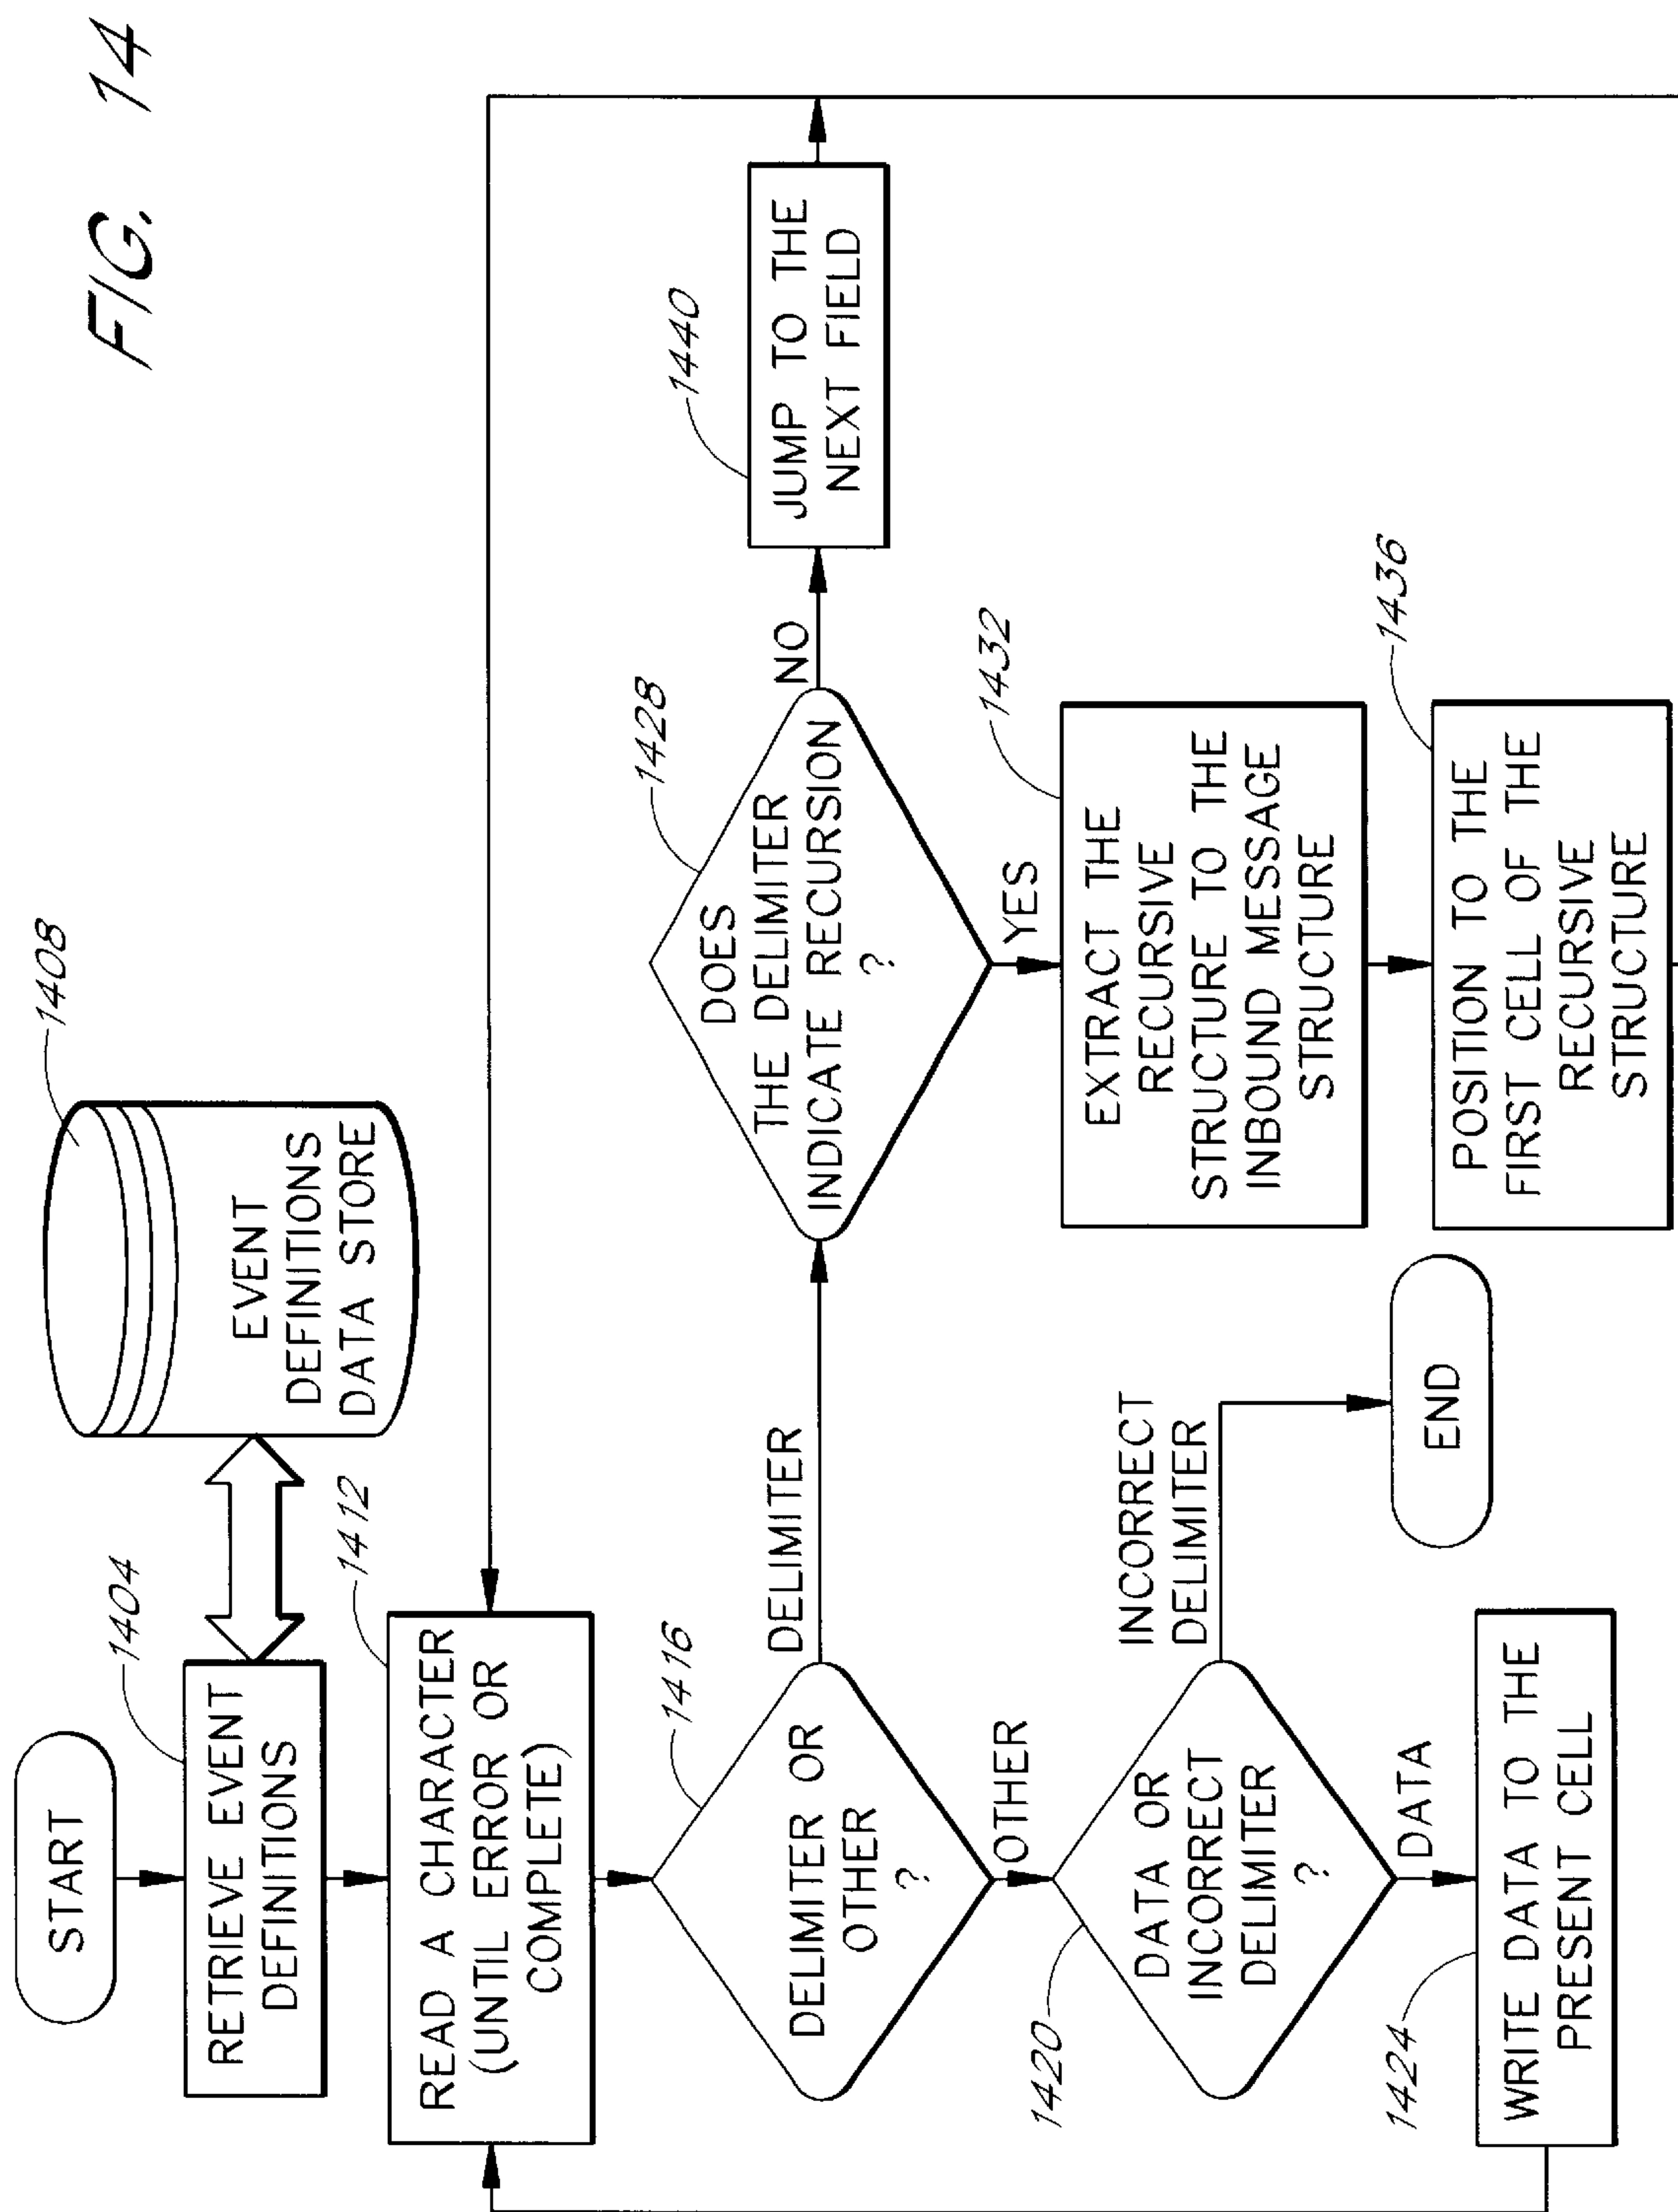 FIG. 14
START
1404
RETRIEVE EVENT
DEFINITIONS
1408
EVENT
DEFINITIONS
DATA STORE
1412
READ A CHARACTER
(UNTIL ERROR OR
COMPLETE)
1416
DELIMITER OR
OTHER
?
DELIMITER
OTHER
1428
DOES
THE DELIMITER
INDICATE RECURSION
?
NO
1440
JUMP TO THE
NEXT FIELD
YES
1432
EXTRACT THE
RECURSIVE
STRUCTURE TO THE
INBOUND MESSAGE
STRUCTURE
1436
POSITION TO THE
FIRST CELL OF THE
RECURSIVE
STRUCTURE
1420
DATA OR
INCORRECT
DELIMITER
?
INCORRECT
DELIMITER
END
DATA
1424
WRITE DATA TO THE
PRESENT CELL